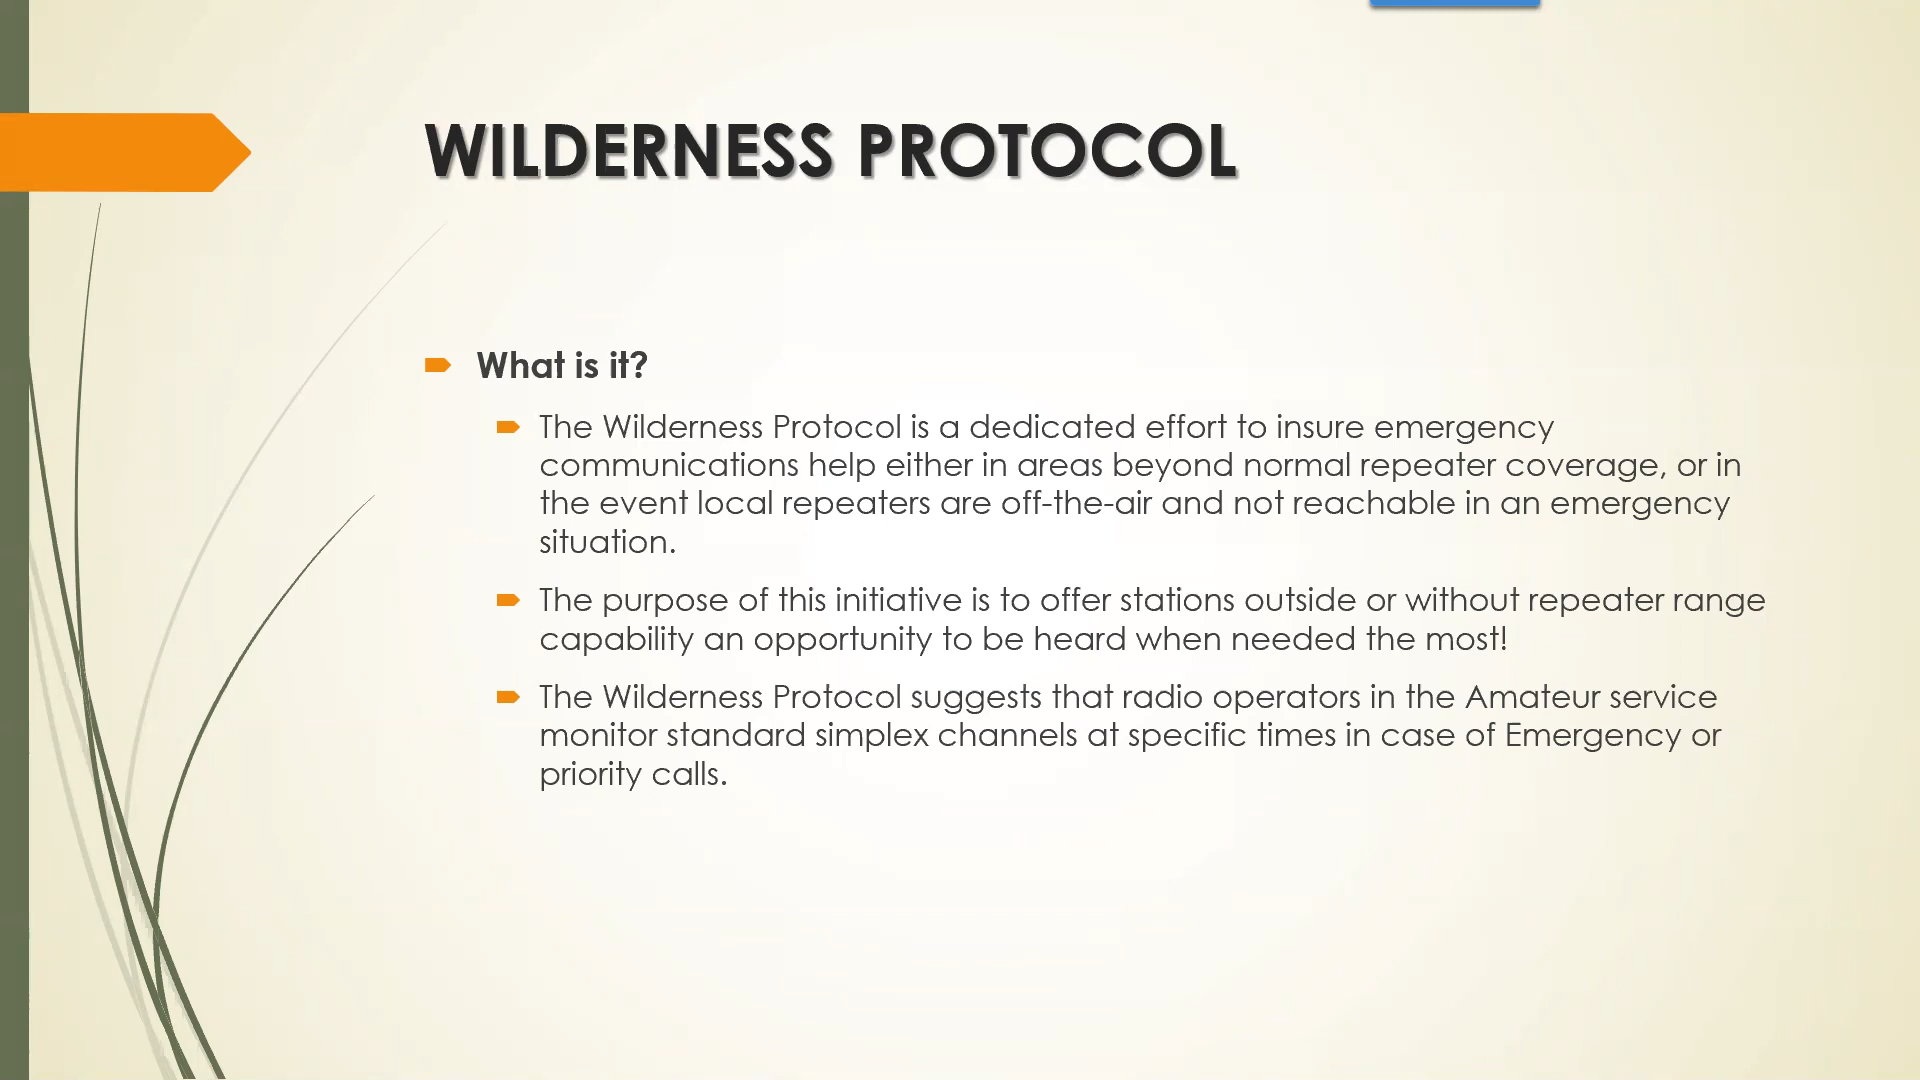 WILDERNESS PROTOCOL
What is it?
The Wilderness Protocol is a dedicated effort to insure emergency
communications help either in areas beyond normal repeater coverage, or in
the event local repeaters are off-the-air and not reachable in an emergency
situation.
The purpose of this initiative is to offer stations outside or without repeater range
capability an opportunity to be heard when needed the most!
The Wilderness Protocol suggests that radio operators in the Amateur service
monitor standard simplex channels at specific times in case of Emergency or
priority calls.